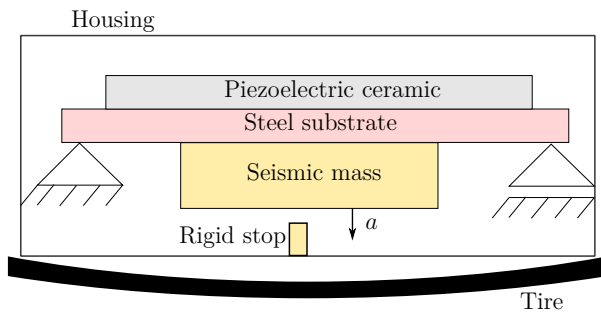 Housing
Piezoelectric ceramic
Steel substrate
Seismic mass
Rigid stop
a
Tire